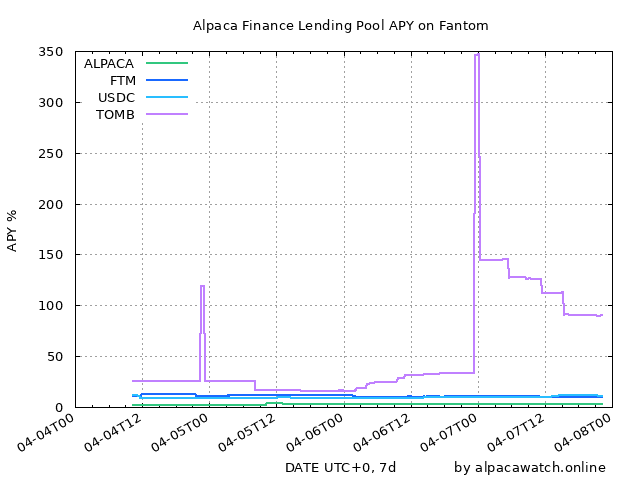 Alpaca Finance Lending Pool APY on Fantom
350
300
250
200
150
100
50
0
APY %
ALPACA
FTM
USDC
TOMB
04-04T00
04-04T12
04-05T00
04-05T12
04-06T00
04-06T12
04-07T00
04-07T12
04-08T00
DATE UTC+0, 7d
by alpacawatch.online